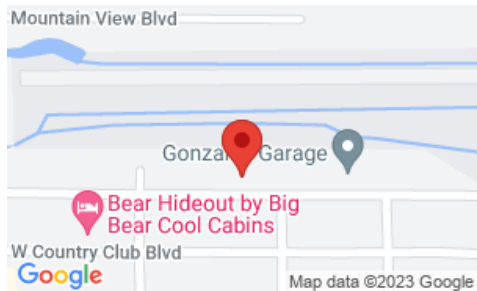 Mountain View Blvd
Garage
Bear Hideout by Big
Bear Cool Cabins
W Country Club Blvd
Google
Map data ©2023 Google